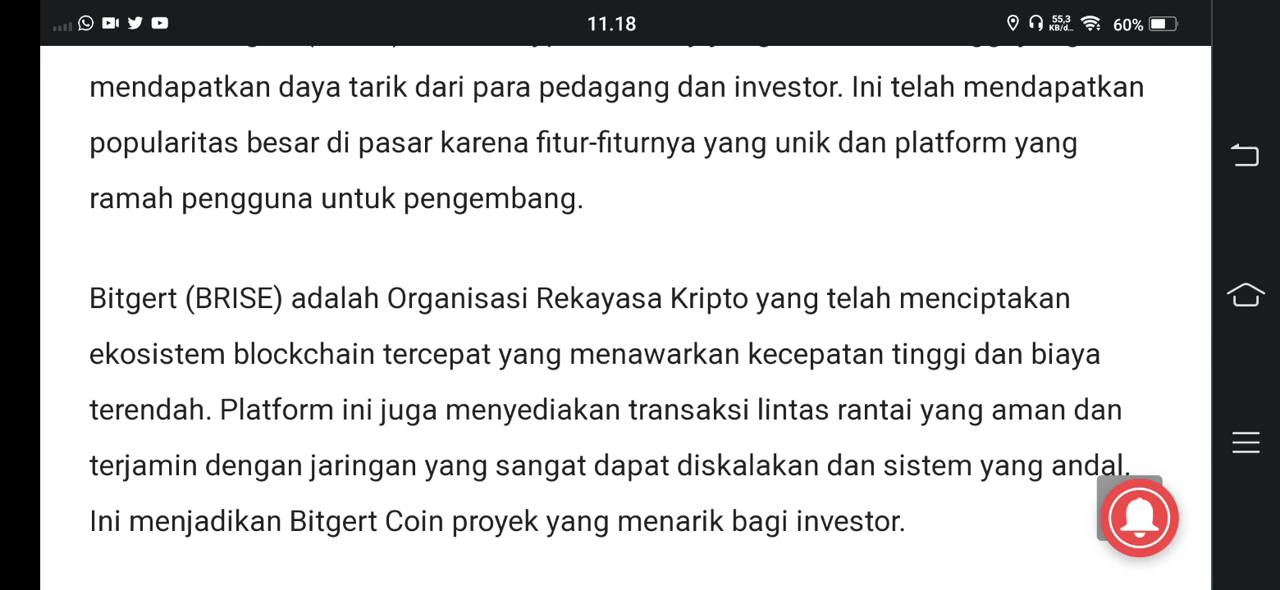 11.18
55,3
KB/d...
60%
mendapatkan daya tarik dari para pedagang dan investor. Ini telah mendapatkan
popularitas besar di pasar karena fitur-fiturnya yang unik dan platform yang
ramah pengguna untuk pengembang.
Bitgert (BRISE) adalah Organisasi Rekayasa Kripto yang telah menciptakan
ekosistem blockchain tercepat yang menawarkan kecepatan tinggi dan biaya
terendah. Platform ini juga menyediakan transaksi lintas rantai yang aman dan
terjamin dengan jaringan yang sangat dapat diskalakan dan sistem yang andal.
Ini menjadikan Bitgert Coin proyek yang menarik bagi investor.